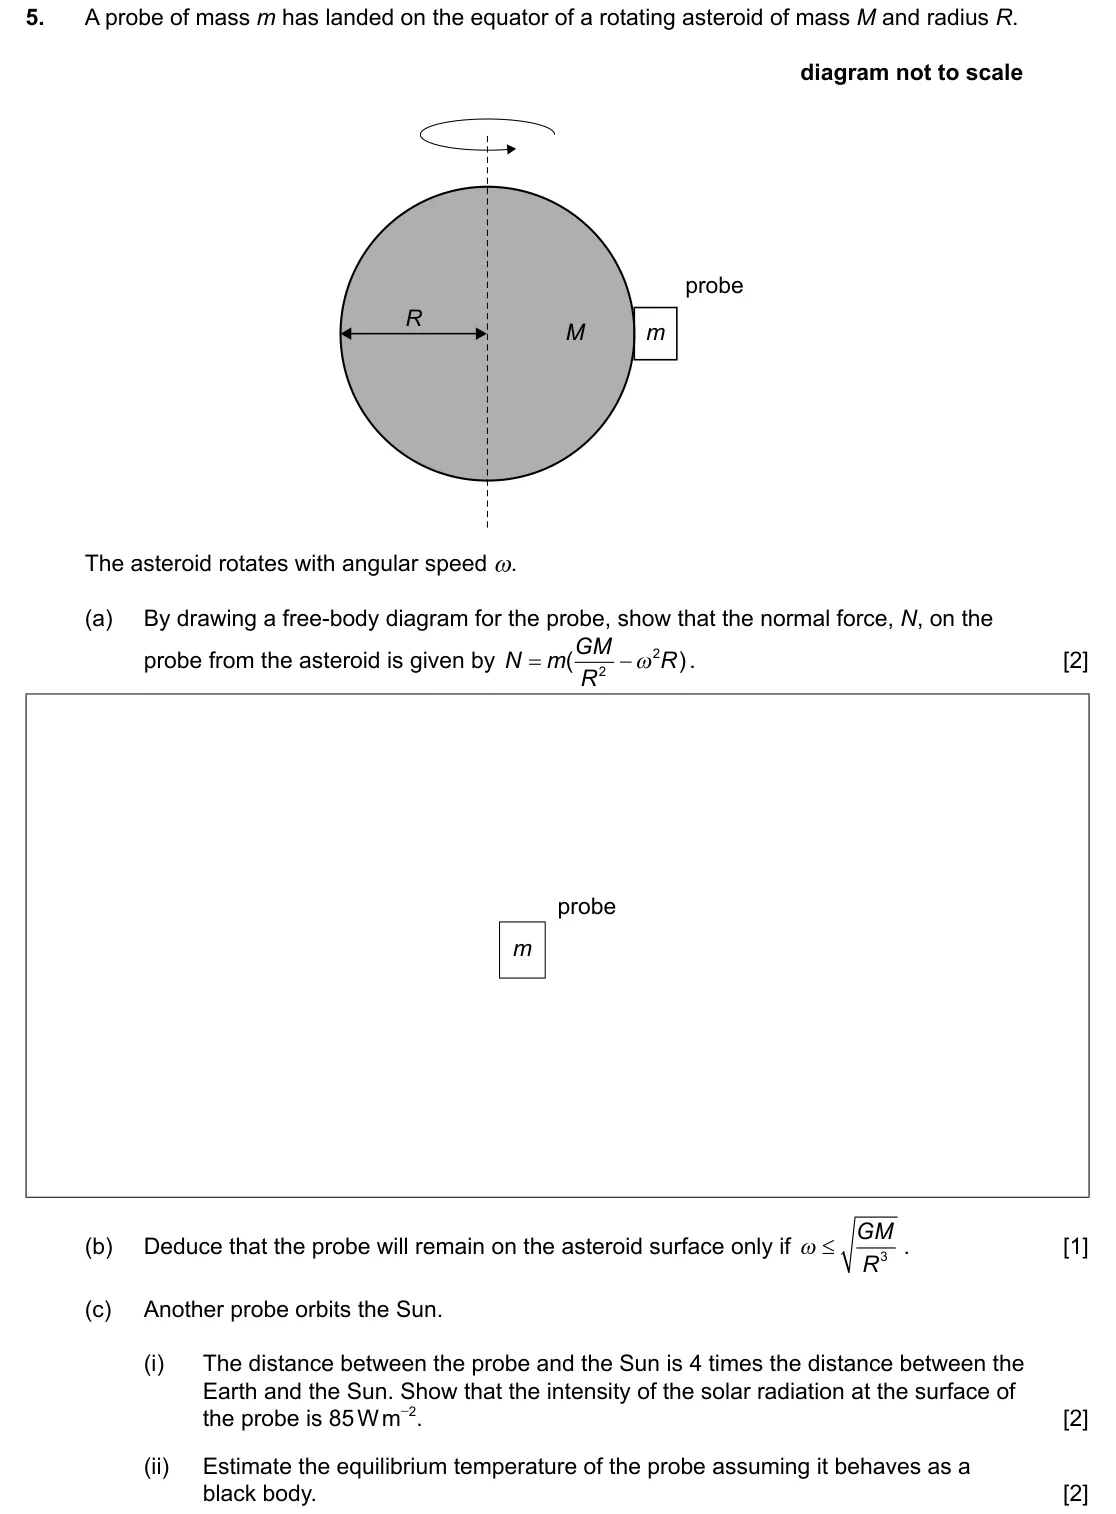 5. A probe of mass m has landed on the equator of a rotating asteroid of mass M and radius R.
diagram not to scale
probe
R
M
m
The asteroid rotates with angular speed ω.
(a) By drawing a free-body diagram for the probe, show that the normal force, N, on the
probe from the asteroid is given by N = m(GM/R² − ω²R). [2]
probe
m
(b) Deduce that the probe will remain on the asteroid surface only if ω ≤ √(GM/R³). [1]
(c) Another probe orbits the Sun.
(i) The distance between the probe and the Sun is 4 times the distance between the
Earth and the Sun. Show that the intensity of the solar radiation at the surface of
the probe is 85 W m⁻². [2]
(ii) Estimate the equilibrium temperature of the probe assuming it behaves as a
black body. [2]